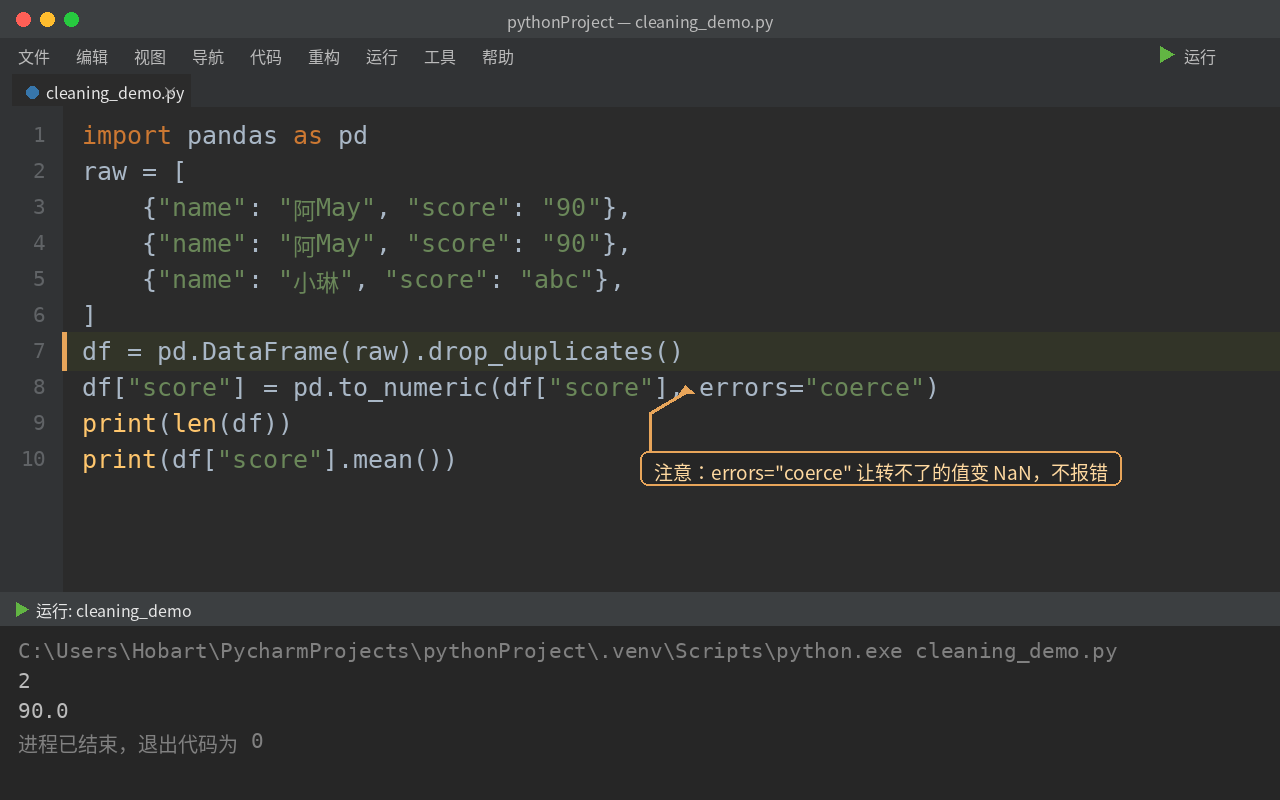 pythonProject — cleaning_demo.py
文件 编辑 视图 导航 代码 重构 运行 工具 帮助 运行
cleaning_demo.py ×
1 import pandas as pd
2 raw = [
3     {"name": "阿May", "score": "90"},
4     {"name": "阿May", "score": "90"},
5     {"name": "小琳", "score": "abc"},
6 ]
7 df = pd.DataFrame(raw).drop_duplicates()
8 df["score"] = pd.to_numeric(df["score"], errors="coerce")
9 print(len(df))
10 print(df["score"].mean())
注意：errors="coerce" 让转不了的值变 NaN，不报错
运行: cleaning_demo
C:\Users\Hobart\PycharmProjects\pythonProject\.venv\Scripts\python.exe cleaning_demo.py
2
90.0
进程已结束，退出代码为 0